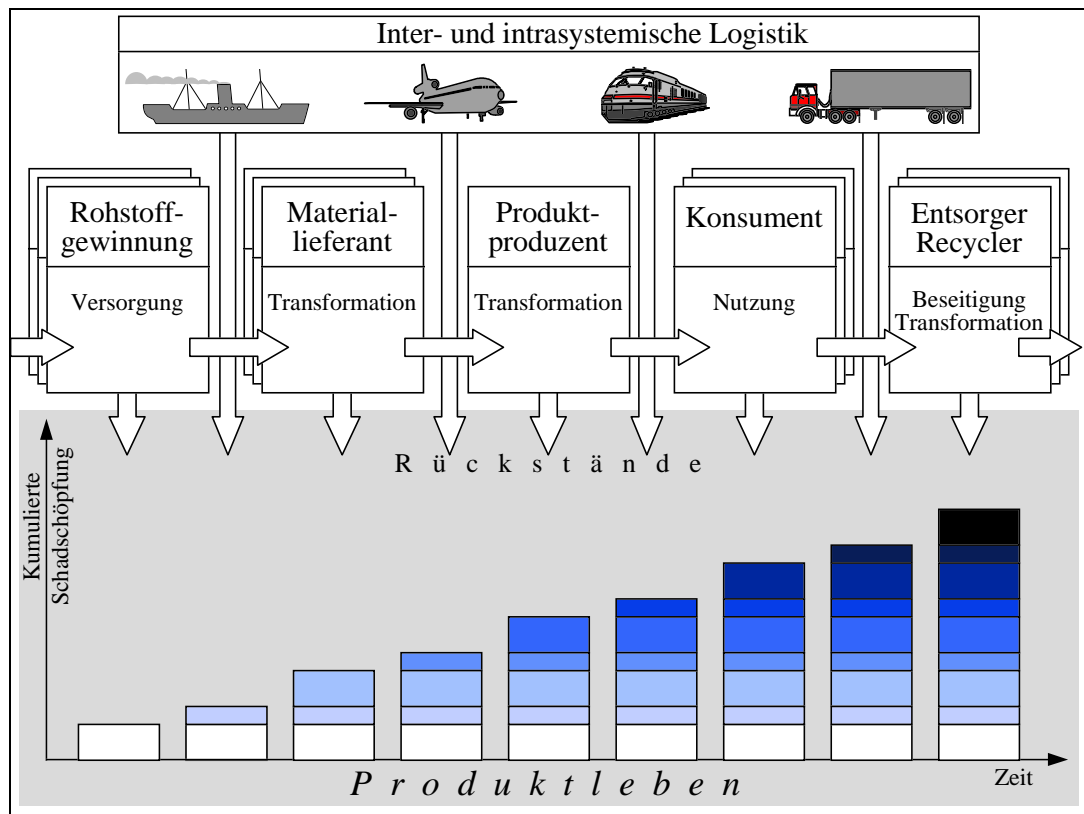 Inter- und intrasystemische Logistik
Rohstoff-
gewinnung
Versorgung
Material-
lieferant
Transformation
Produkt-
produzent
Transformation
Konsument
Nutzung
Entsorger
Recycler
Beseitigung
Transformation
Rückstände
Kumulierte
Schadschöpfung
Produktleben
Zeit